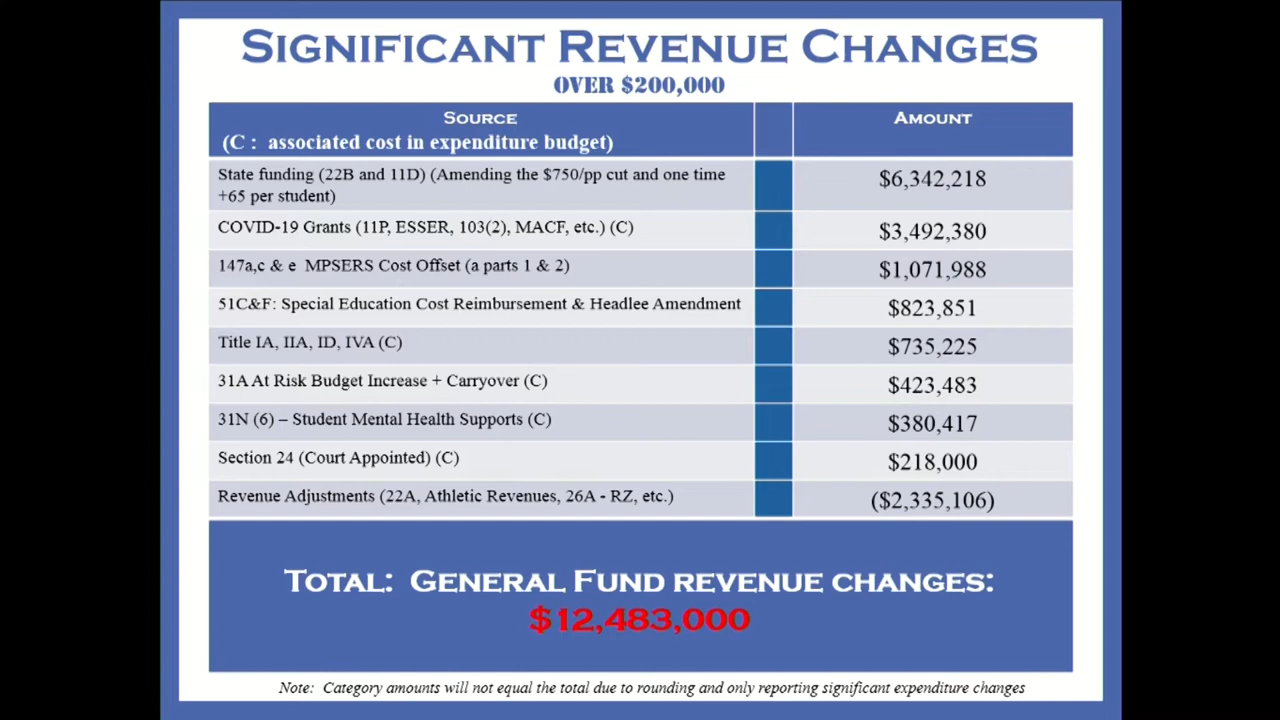 Significant Revenue Changes
over $200,000
Source
(C :  associated cost in expenditure budget)
Amount
State funding (22B and 11D) (Amending the $750/pp cut and one time
+65 per student)
$6,342,218
COVID-19 Grants (11P, ESSER, 103(2), MACF, etc.) (C)
$3,492,380
147a,c & e  MPSERS Cost Offset (a parts 1 & 2)
$1,071,988
51C&F: Special Education Cost Reimbursement & Headlee Amendment
$823,851
Title IA, IIA, ID, IVA (C)
$735,225
31A At Risk Budget Increase + Carryover (C)
$423,483
31N (6) – Student Mental Health Supports (C)
$380,417
Section 24 (Court Appointed) (C)
$218,000
Revenue Adjustments (22A, Athletic Revenues, 26A - RZ, etc.)
($2,335,106)
Total:  General Fund revenue changes:
$12,483,000
Note:  Category amounts will not equal the total due to rounding and only reporting significant expenditure changes